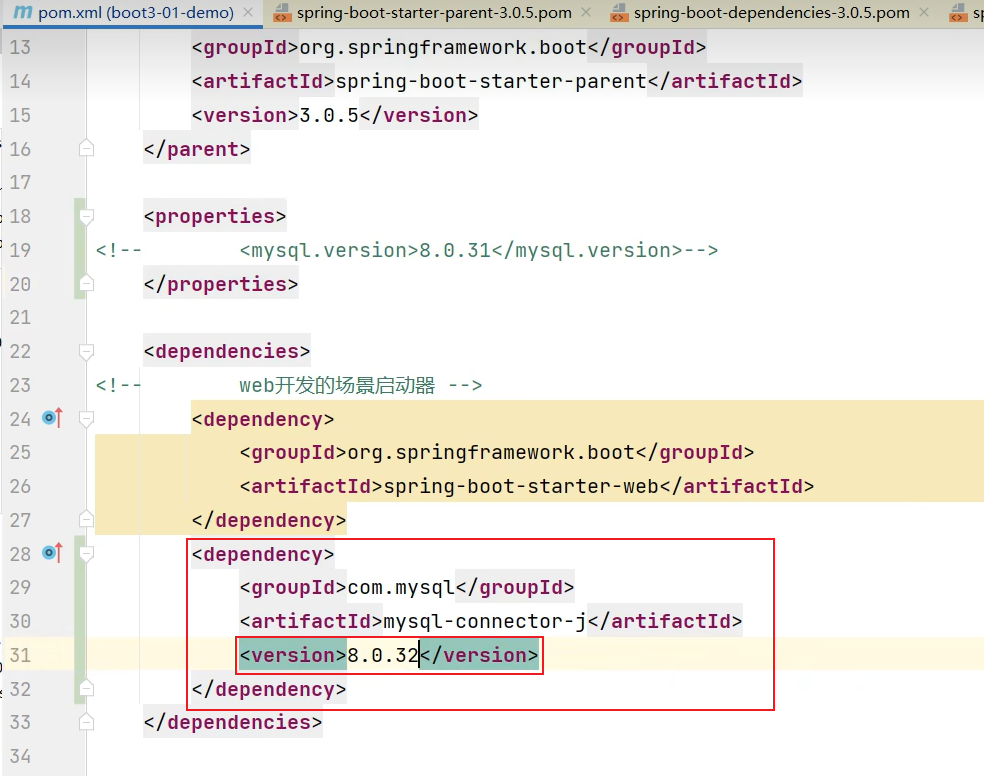 pom.xml (boot3-01-demo) × spring-boot-starter-parent-3.0.5.pom × spring-boot-dependencies-3.0.5.pom ×
13 <groupId>org.springframework.boot</groupId>
14 <artifactId>spring-boot-starter-parent</artifactId>
15 <version>3.0.5</version>
16 </parent>
17
18 <properties>
19 <!-- <mysql.version>8.0.31</mysql.version>-->
20 </properties>
21
22 <dependencies>
23 <!-- web开发的场景启动器 -->
24 <dependency>
25 <groupId>org.springframework.boot</groupId>
26 <artifactId>spring-boot-starter-web</artifactId>
27 </dependency>
28 <dependency>
29 <groupId>com.mysql</groupId>
30 <artifactId>mysql-connector-j</artifactId>
31 <version>8.0.32</version>
32 </dependency>
33 </dependencies>
34